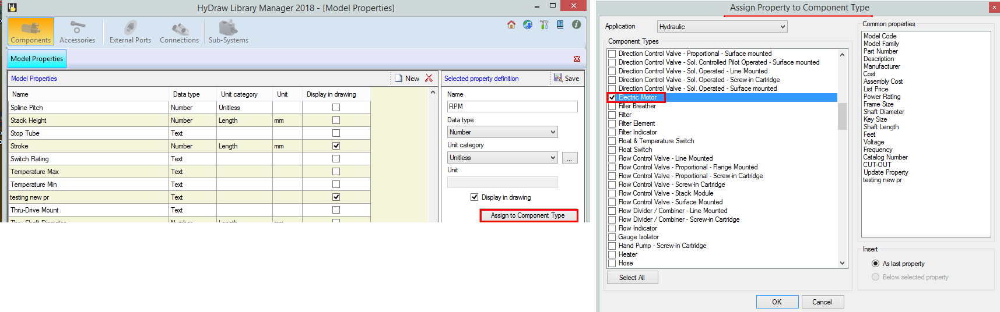 HyDraw Library Manager 2018 - [Model Properties]
Components
Accessories
External Ports
Connections
Sub-Systems
Model Properties
Model Properties
New
Name Data type Unit category Unit Display in drawing
Spline Pitch Number Unitless
Stack Height Number Length mm
Stop Tube Text
Stroke Number Length mm
Switch Rating Text
Temperature Max Text
Temperature Min Text
testing new pr Text
Thru-Drive Mount Text
Thru-Shaft Diameter Number Length mm
Selected property definition
Save
Name
RPM
Data type
Number
Unit category
Unitless
...
Unit
Display in drawing
Assign to Component Type
Assign Property to Component Type
Application
Hydraulic
Component Types
Direction Control Valve - Proportional - Surface mounted
Direction Control Valve - Sol. Controlled Pilot Operated - Surface mounted
Direction Control Valve - Sol. Operated - Line Mounted
Direction Control Valve - Sol. Operated - Screw-in Cartridge
Direction Control Valve - Sol. Operated - Surface mounted
Electric Motor
Filler Breather
Filter
Filter Element
Filter Indicator
Float & Temperature Switch
Float Switch
Flow Control Valve - Line Mounted
Flow Control Valve - Proportional - Flange Mounted
Flow Control Valve - Proportional - Screw-in Cartridge
Flow Control Valve - Screw-in Cartridge
Flow Control Valve - Stack Module
Flow Control Valve - Surface Mounted
Flow Divider / Combiner - Line Mounted
Flow Divider / Combiner - Screw-in Cartridge
Flow Indicator
Gauge Isolator
Hand Pump - Screw-in Cartridge
Heater
Hose
Select All
Common properties
Model Code
Model Family
Part Number
Description
Manufacturer
Cost
Assembly Cost
List Price
Power Rating
Frame Size
Shaft Diameter
Key Size
Shaft Length
Feet
Voltage
Frequency
Catalog Number
CUT-OUT
Update Property
testing new pr
Insert
As last property
Below selected property
OK
Cancel